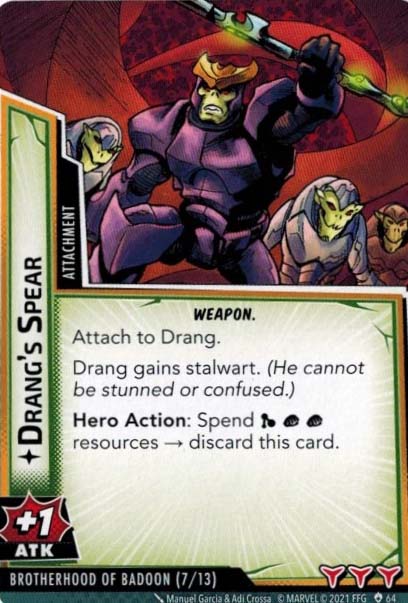 ATTACHMENT
DRANG'S SPEAR
WEAPON.
Attach to Drang.
Drang gains stalwart. (He cannot
be stunned or confused.)
Hero Action: Spend
resources → discard this card.
+1
ATK
BROTHERHOOD OF BADOON (7/13)
Manuel Garcia & Adi Crossa © MARVEL © 2021 FFG 64